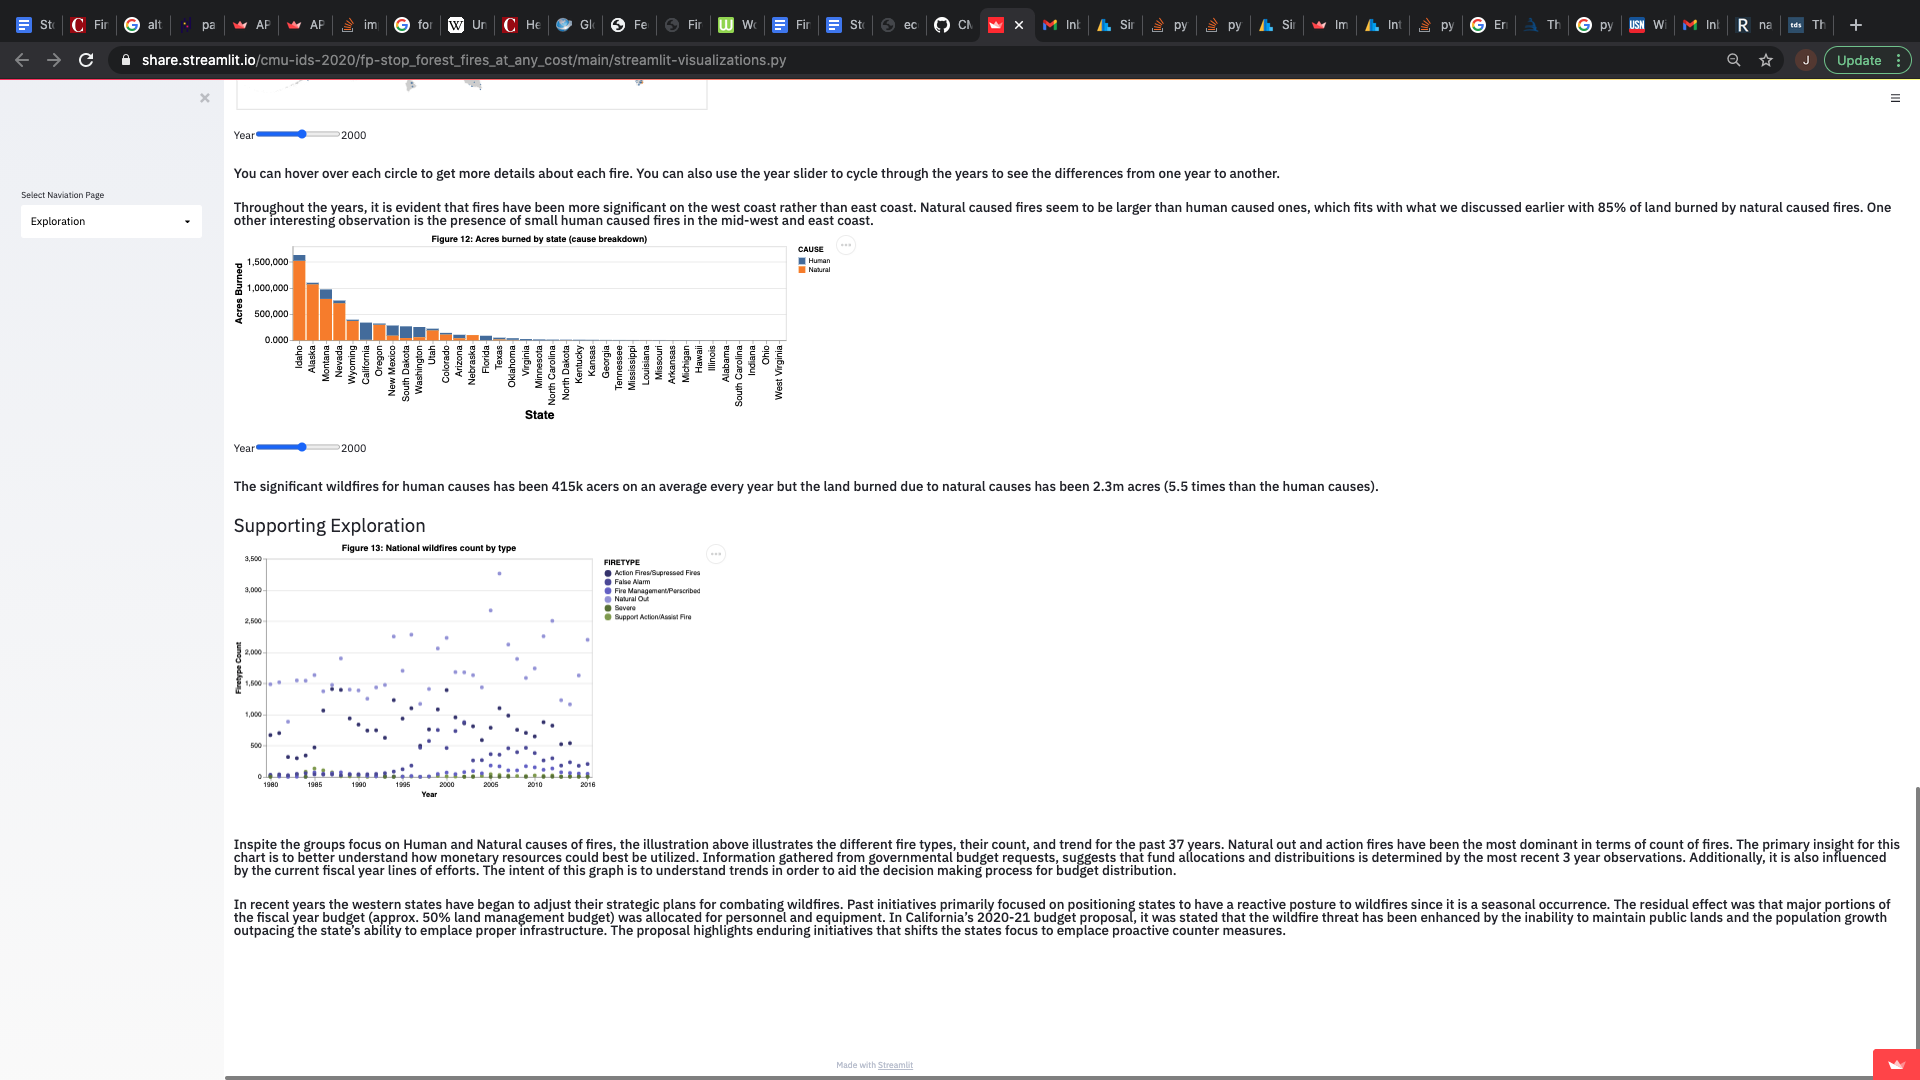 St
Fir
alt
pa
AP
AP
im
for
Un
He
Gl
Fe
Fir
Wo
Fir
St
ec
CM
Inl
Sir
py
py
Sir
Im
Int
py
Eri
Th
py
USN
Wi
Inl
na
tds
Th
share.streamlit.io/cmu-ids-2020/fp-stop_forest_fires_at_any_cost/main/streamlit-visualizations.py
J
Update
Select Naviation Page
Exploration
Year 2000
You can hover over each circle to get more details about each fire. You can also use the year slider to cycle through the years to see the differences from one year to another.
Throughout the years, it is evident that fires have been more significant on the west coast rather than east coast. Natural caused fires seem to be larger than human caused ones, which fits with what we discussed earlier with 85% of land burned by natural caused fires. One
other interesting observation is the presence of small human caused fires in the mid-west and east coast.
Figure 12: Acres burned by state (cause breakdown)
CAUSE
Human
Natural
Acres Burned
1,500,000
1,000,000
500,000
0.000
Idaho
Alaska
Montana
Nevada
Wyoming
California
Oregon
New Mexico
South Dakota
Washington
Utah
Colorado
Arizona
Nebraska
Florida
Texas
Oklahoma
Virginia
Minnesota
North Carolina
North Dakota
Kentucky
Kansas
Georgia
Tennessee
Mississippi
Louisiana
Missouri
Arkansas
Michigan
Hawaii
Illinois
Alabama
South Carolina
Indiana
Ohio
West Virginia
State
Year 2000
The significant wildfires for human causes has been 415k acers on an average every year but the land burned due to natural causes has been 2.3m acres (5.5 times than the human causes).
Supporting Exploration
Figure 13: National wildfires count by type
FIRETYPE
Action Fires/Supressed Fires
False Alarm
Fire Management/Perscribed
Natural Out
Severe
Support Action/Assist Fire
Firetype Count
3,500
3,000
2,500
2,000
1,500
1,000
500
0
1980 1985 1990 1995 2000 2005 2010 2016
Year
Inspite the groups focus on Human and Natural causes of fires, the illustration above illustrates the different fire types, their count, and trend for the past 37 years. Natural out and action fires have been the most dominant in terms of count of fires. The primary insight for this
chart is to better understand how monetary resources could best be utilized. Information gathered from governmental budget requests, suggests that fund allocations and distribuitions is determined by the most recent 3 year observations. Additionally, it is also influenced
by the current fiscal year lines of efforts. The intent of this graph is to understand trends in order to aid the decision making process for budget distribution.
In recent years the western states have began to adjust their strategic plans for combating wildfires. Past initiatives primarily focused on positioning states to have a reactive posture to wildfires since it is a seasonal occurrence. The residual effect was that major portions of
the fiscal year budget (approx. 50% land management budget) was allocated for personnel and equipment. In California's 2020-21 budget proposal, it was stated that the wildfire threat has been enhanced by the inability to maintain public lands and the population growth
outpacing the state's ability to emplace proper infrastructure. The proposal highlights enduring initiatives that shifts the states focus to emplace proactive counter measures.
Made with Streamlit